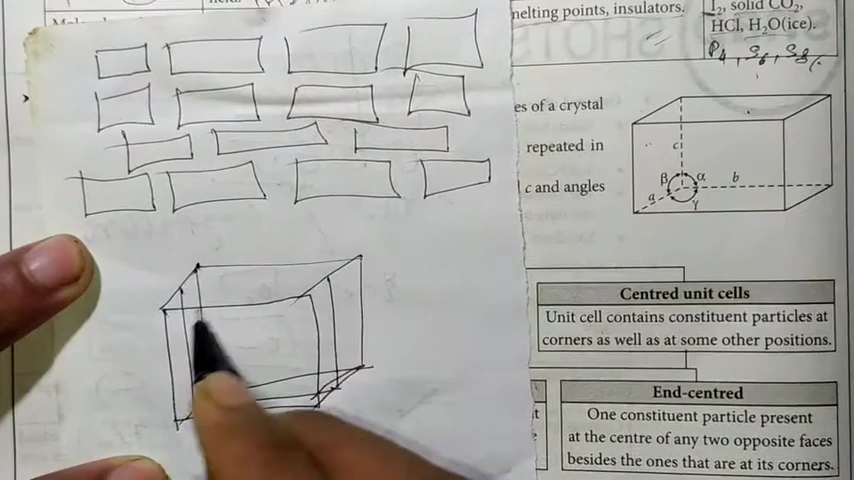 melting points, insulators.
I₂, solid CO₂,
HCl, H₂O(ice).
P₄, S₆, S₈
es of a crystal
repeated in
c and angles
c
β
α
b
a
γ
Centred unit cells
Unit cell contains constituent particles at
corners as well as at some other positions.
End-centred
One constituent particle present
at the centre of any two opposite faces
besides the ones that are at its corners.